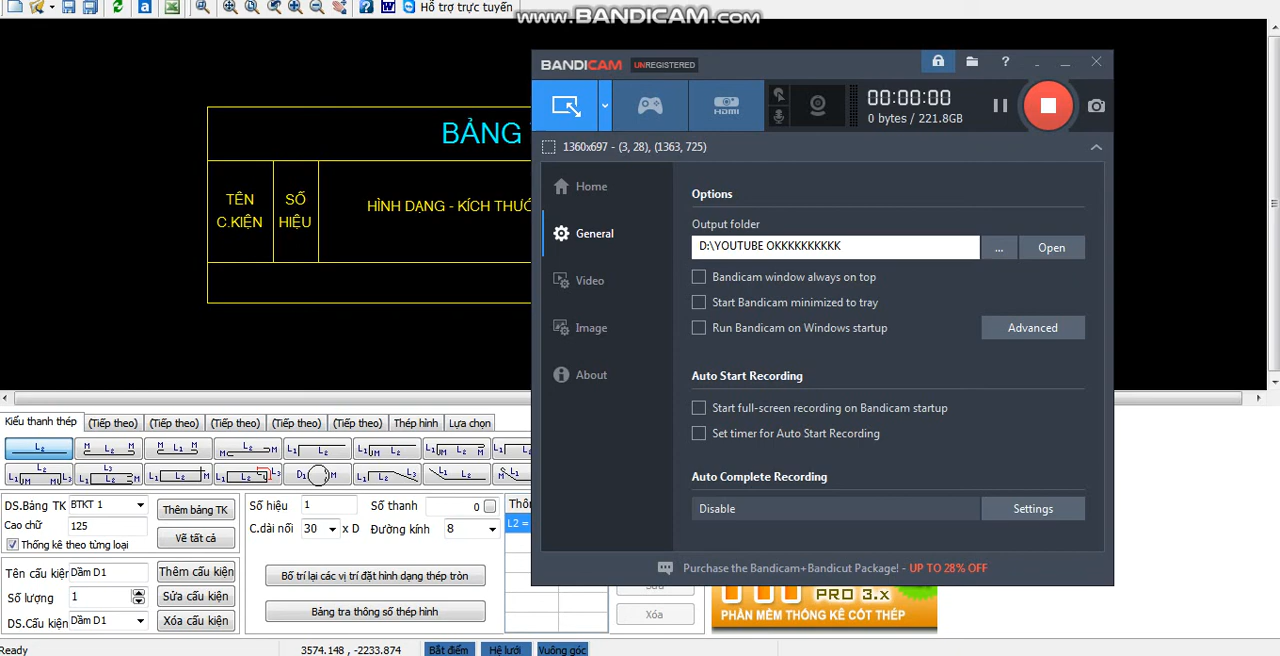 Hỗ trợ trực tuyến
www.BANDICAM.com
BANDICAM UNREGISTERED
00:00:00
0 bytes / 221.8GB
HDMI
1360x697 - (3, 28), (1363, 725)
Home
General
Video
Image
About
Options
Output folder
D:\YOUTUBE OKKKKKKKKKK
...
Open
Bandicam window always on top
Start Bandicam minimized to tray
Run Bandicam on Windows startup
Advanced
Auto Start Recording
Start full-screen recording on Bandicam startup
Set timer for Auto Start Recording
Auto Complete Recording
Disable
Settings
Purchase the Bandicam+Bandicut Package! - UP TO 28% OFF
BẢNG
TÊN
C.KIỆN
SỐ
HIỆU
HÌNH DẠNG - KÍCH THƯỚ
Kiểu thanh thép (Tiếp theo) (Tiếp theo) (Tiếp theo) (Tiếp theo) (Tiếp theo) Thép hình Lựa chọn
DS.Bảng TK BTKT 1 Thêm bảng TK
Cao chữ 125
Vẽ tất cả
Thống kê theo từng loại
Tên cấu kiện Dầm D1 Thêm cấu kiện
Số lượng 1 Sửa cấu kiện
DS.Cấu kiện Dầm D1 Xóa cấu kiện
Số hiệu 1 Số thanh 0
C.dài nối 30 x D Đường kính 8
Bố trí lại các vị trí đặt hình dạng thép tròn
Bảng tra thông số thép hình
L2 =
Xóa
PRO 3.x
PHẦN MỀM THỐNG KÊ CỐT THÉP
Ready 3574.148 , -2233.874 Bắt điểm Hệ lưới Vuông góc